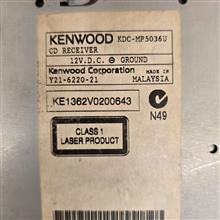 KENWOOD KDC-MP5036U
CD RECEIVER
12V.D.C. ⊖ GROUND
Kenwood Corporation MADE IN
Y21-6220-21 MALAYSIA
KE1362V0200643
N49
CLASS 1
LASER PRODUCT